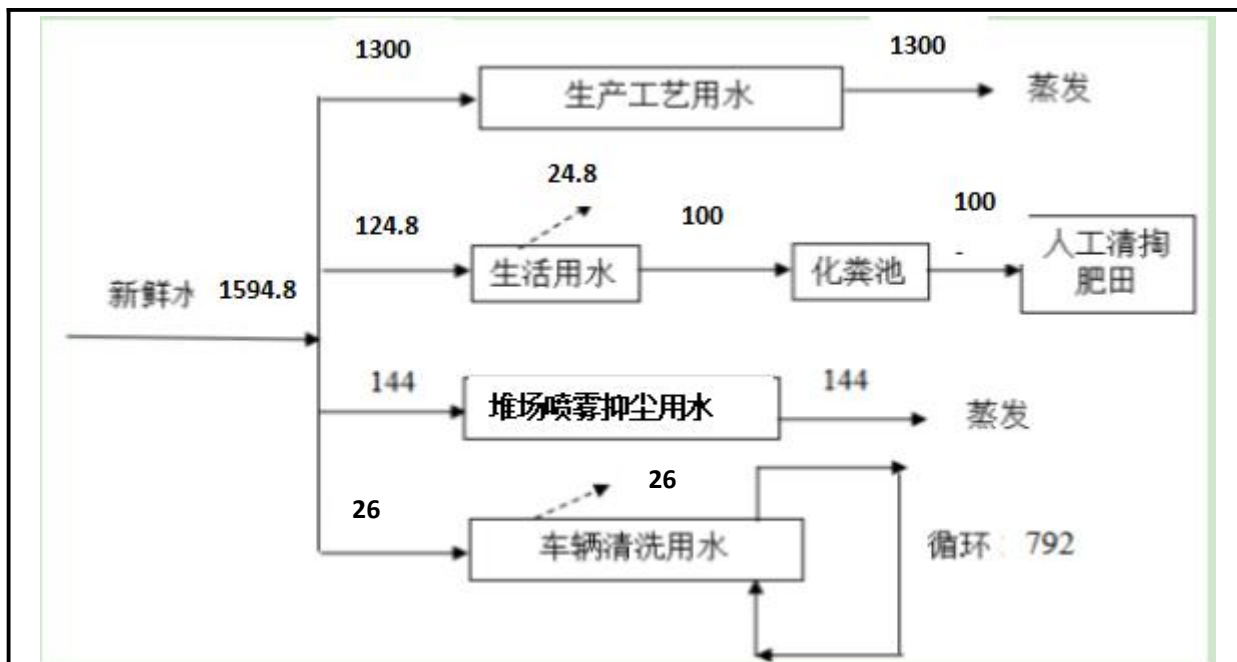 1300
1300
生产工艺用水
蒸发
24.8
124.8
100
100
生活用水
化粪池
人工清掏
肥田
新鲜水
1594.8
144
144
堆场喷雾抑尘用水
蒸发
26
26
车辆清洗用水
循环：792